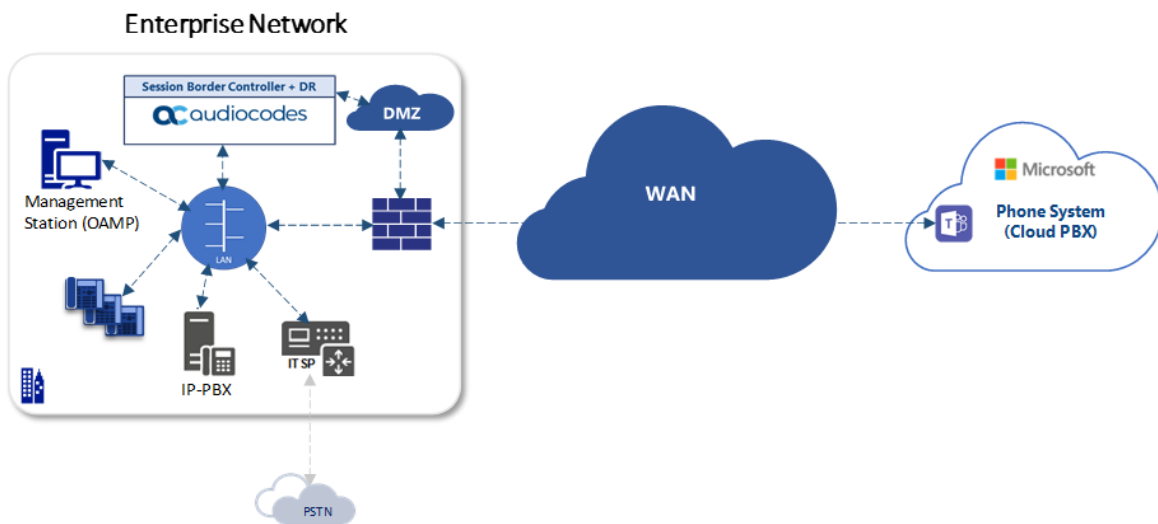 Enterprise Network
Session Border Controller + DR
ac audiocodes
DMZ
Management
Station (OAMP)
LAN
IP-PBX
ITSP
PSTN
WAN
Microsoft
T
Phone System
(Cloud PBX)